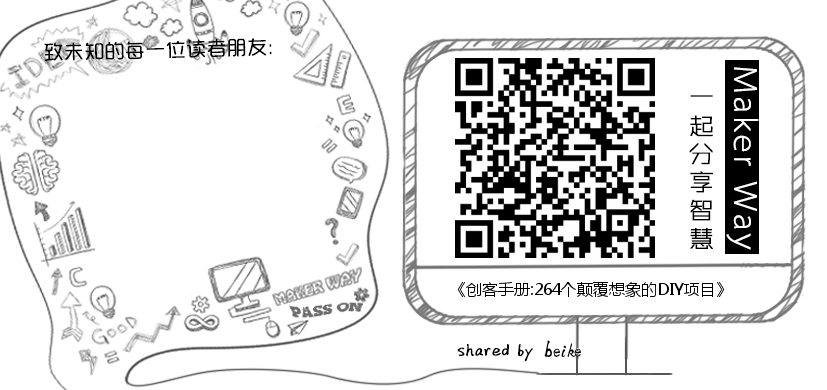 致未知的每一位读者朋友:
IDEA
E
C
GOOD
MAKER WAY
PASS ON
Maker Way
一起分享智慧
《创客手册:264个颠覆想象的DIY项目》
shared by beike